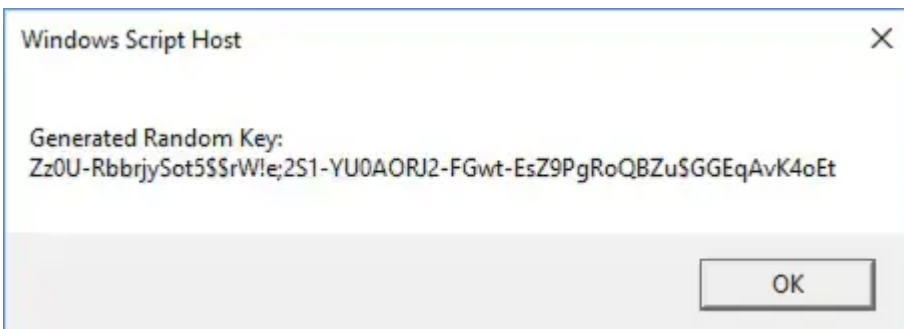 Windows Script Host
Generated Random Key:
Zz0U-RbbrjySot5$$rW!e;2S1-YU0AORJ2-FGwt-EsZ9PgRoQBZu$GGEqAvK4oEt
OK